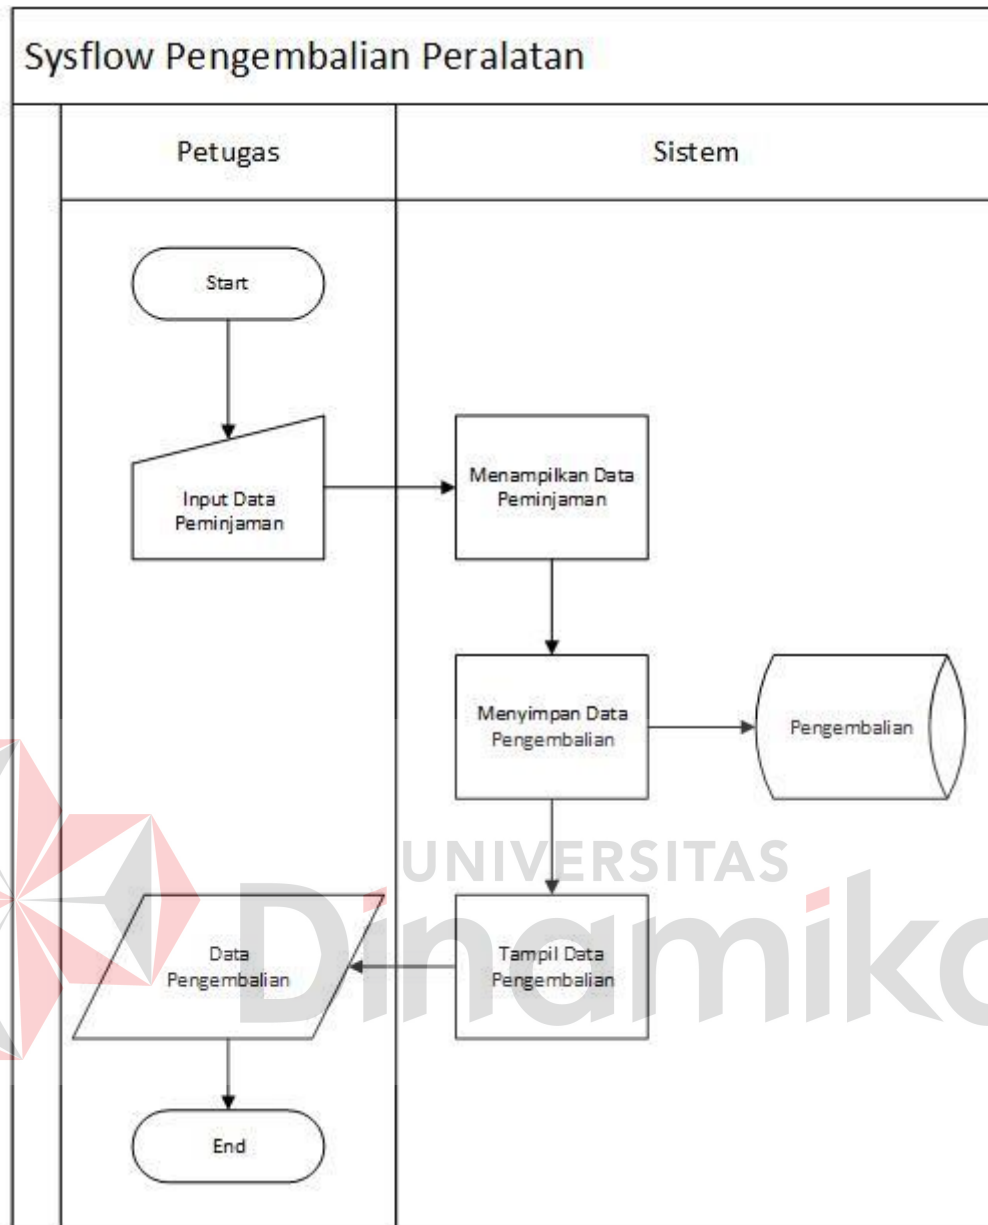 Sysflow Pengembalian Peralatan
Petugas
Sistem
Start
Input Data
Peminjaman
Menampilkan Data
Peminjaman
Menyimpan Data
Pengembalian
Pengembalian
UNIVERSITAS
Dinamika
Tampil Data
Pengembalian
Data
Pengembalian
End